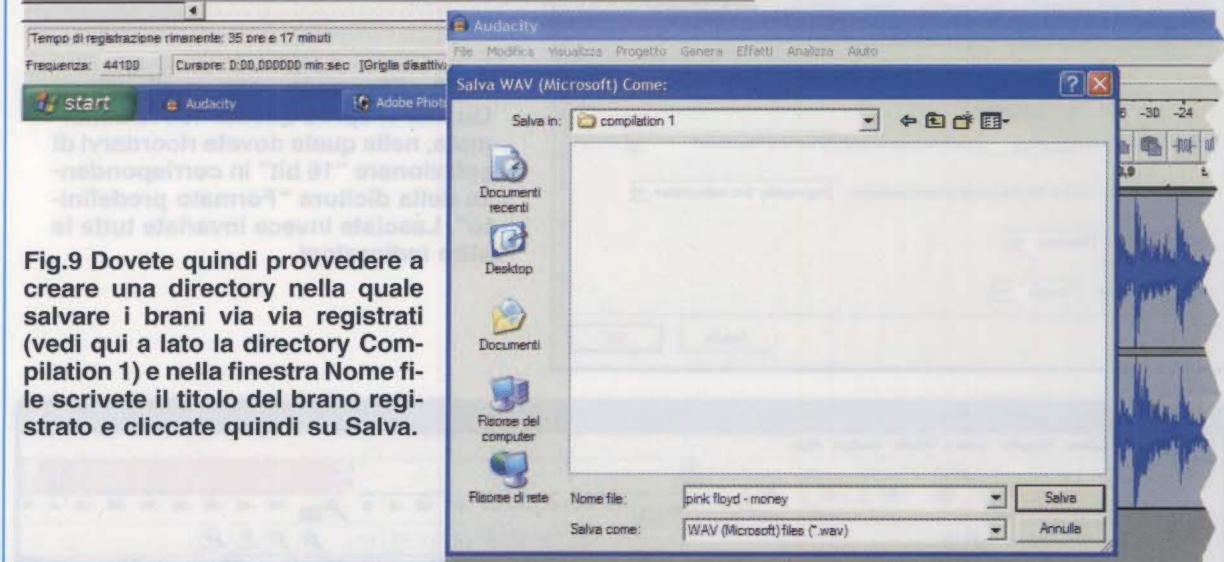 Tempo di registrazione rimanente: 35 ore e 17 minuti
Frequenza: 44100 Cursore: 0:00,000000 min:sec [Griglia disattiv
start Audacity Adobe Phot
Audacity
File Modifica Visualizza Progetto Genera Effetti Analizza Aiuto
Salva WAV (Microsoft) Come:
Salva in: compilation 1
-30 -24
Documenti
recenti
Desktop
Documenti
Risorse del
computer
Risorse di rete
Nome file: pink floyd - money Salva
Salva come: WAV (Microsoft) files (*.wav) Annulla
Fig.9 Dovete quindi provvedere a
creare una directory nella quale
salvare i brani via via registrati
(vedi qui a lato la directory Com-
pilation 1) e nella finestra Nome fi-
le scrivete il titolo del brano regi-
strato e cliccate quindi su Salva.